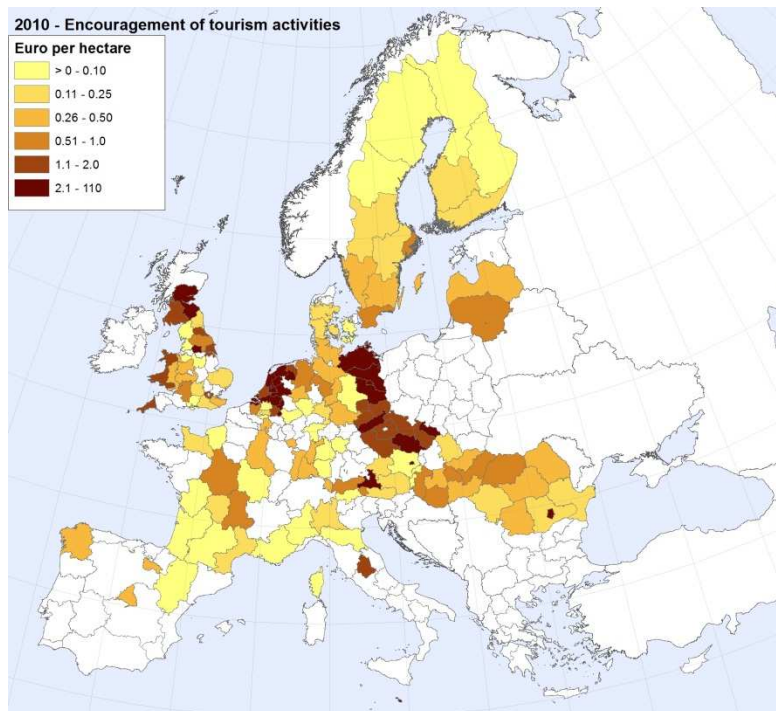 2010 - Encouragement of tourism activities
Euro per hectare
> 0 - 0.10
0.11 - 0.25
0.26 - 0.50
0.51 - 1.0
1.1 - 2.0
2.1 - 110